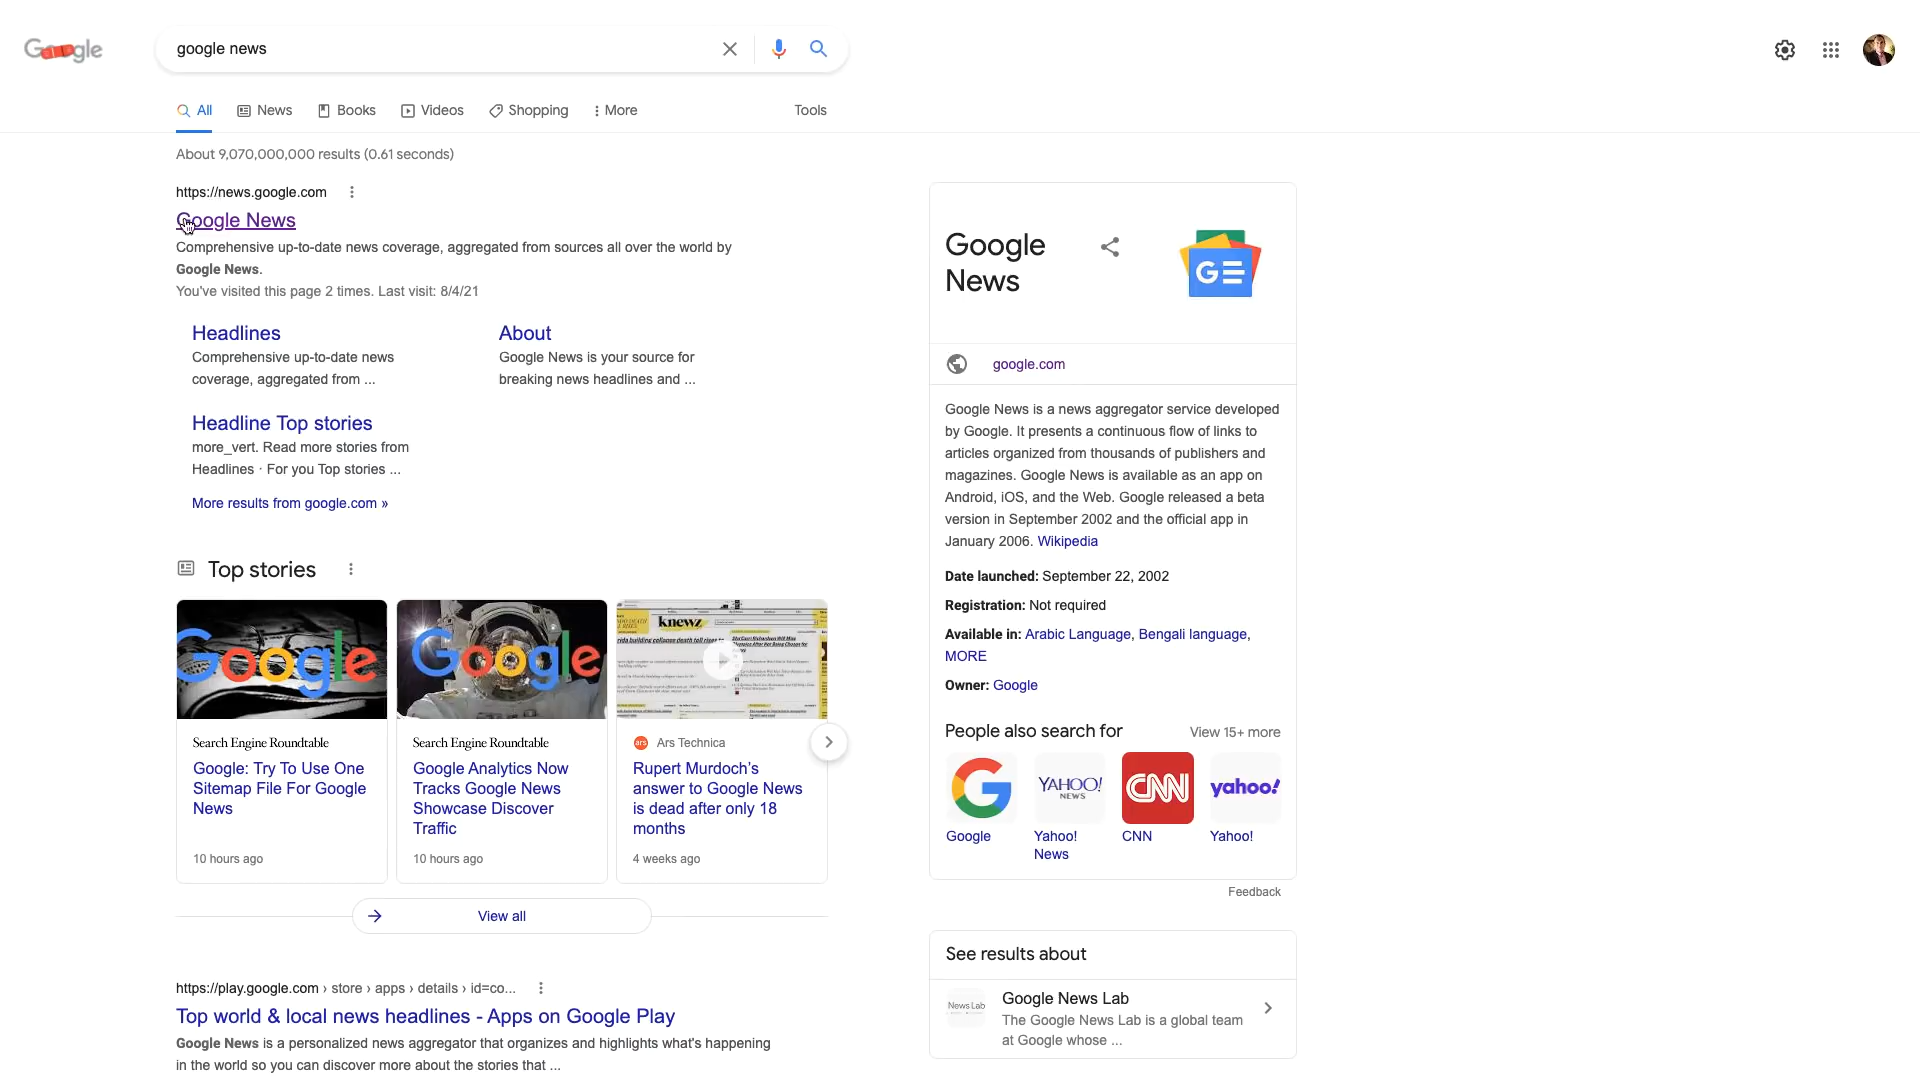 Google
google news
All
News
Books
Videos
Shopping
More
Tools
About 9,070,000,000 results (0.61 seconds)
https://news.google.com
Google News
Comprehensive up-to-date news coverage, aggregated from sources all over the world by
Google News.
You've visited this page 2 times. Last visit: 8/4/21
Headlines
Comprehensive up-to-date news
coverage, aggregated from ...
About
Google News is your source for
breaking news headlines and ...
Headline Top stories
more_vert. Read more stories from
Headlines · For you Top stories ...
More results from google.com »
Top stories
Google
Search Engine Roundtable
Google: Try To Use One
Sitemap File For Google
News
10 hours ago
Google
Search Engine Roundtable
Google Analytics Now
Tracks Google News
Showcase Discover
Traffic
10 hours ago
knewz
ars
Ars Technica
Rupert Murdoch's
answer to Google News
is dead after only 18
months
4 weeks ago
View all
https://play.google.com › store › apps › details › id=co...
Top world & local news headlines - Apps on Google Play
Google News is a personalized news aggregator that organizes and highlights what's happening
in the world so you can discover more about the stories that ...
Google
News
G
google.com
Google News is a news aggregator service developed
by Google. It presents a continuous flow of links to
articles organized from thousands of publishers and
magazines. Google News is available as an app on
Android, iOS, and the Web. Google released a beta
version in September 2002 and the official app in
January 2006. Wikipedia
Date launched: September 22, 2002
Registration: Not required
Available in: Arabic Language, Bengali language,
MORE
Owner: Google
People also search for
View 15+ more
G
Google
YAHOO!
NEWS
Yahoo!
News
CNN
CNN
yahoo!
Yahoo!
Feedback
See results about
News Lab
Google News Lab
The Google News Lab is a global team
at Google whose ...